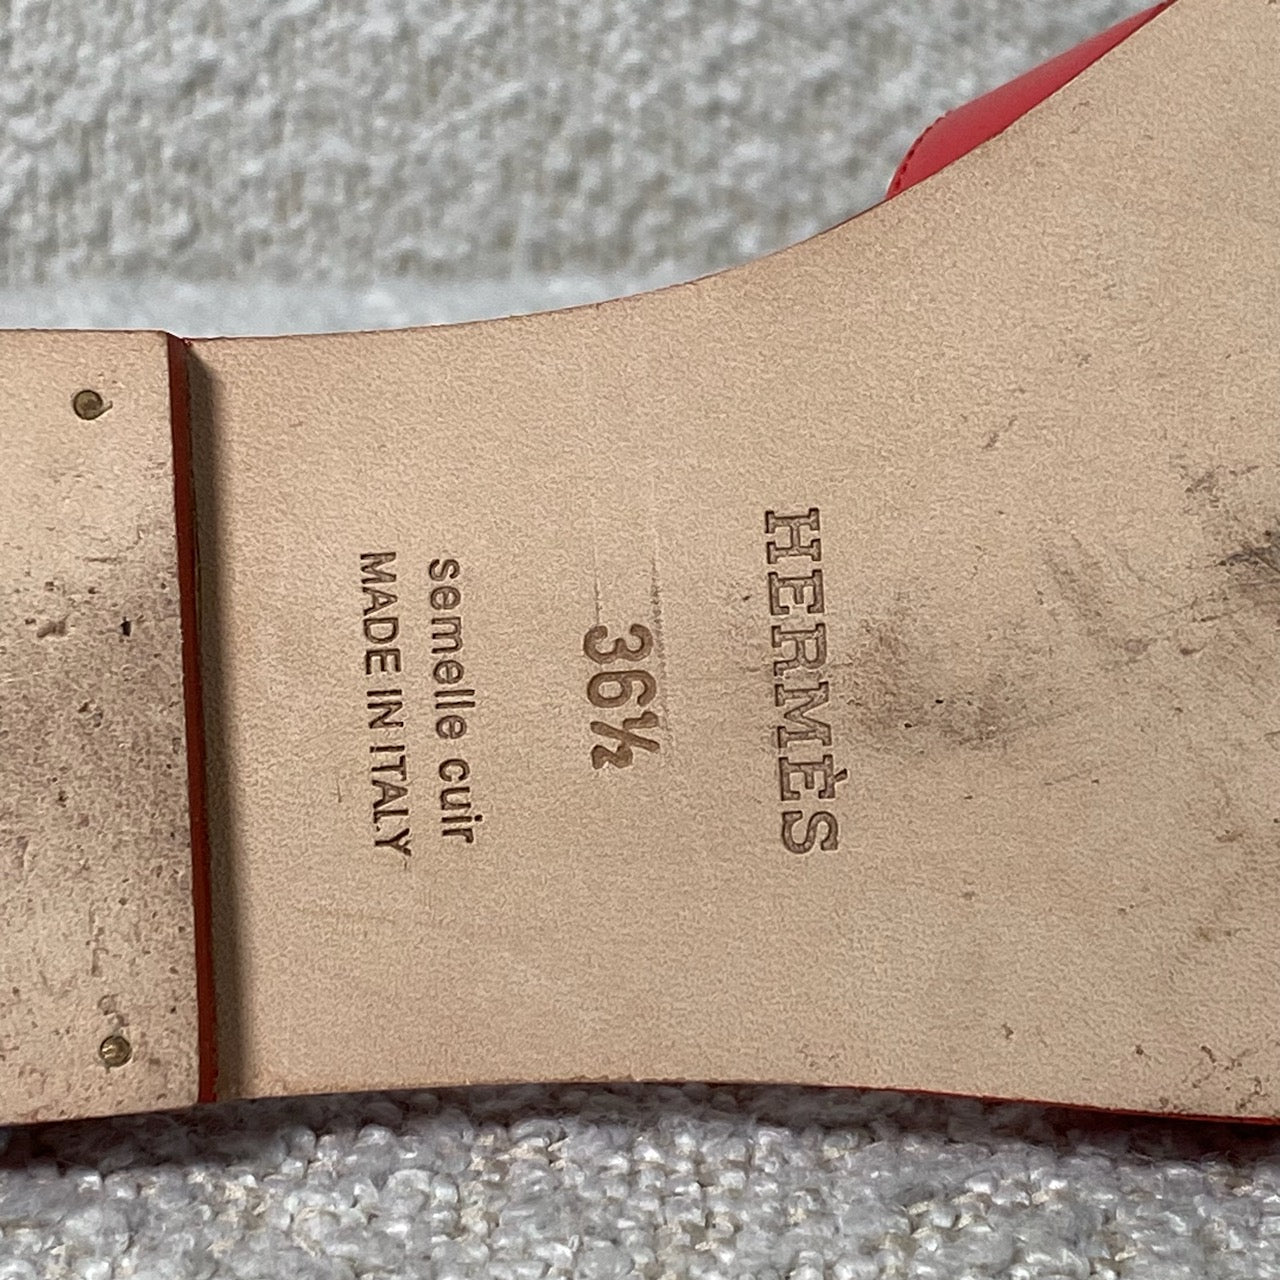 HERMÈS
36½
semelle cuir
MADE IN ITALY